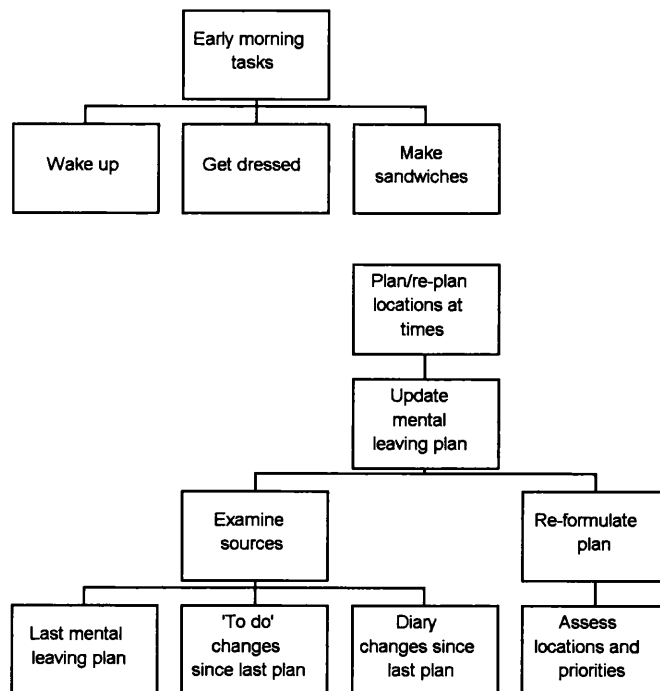 Early morning
tasks
Wake up
Get dressed
Make
sandwiches
Plan/re-plan
locations at
times
Update
mental
leaving plan
Examine
sources
Re-formulate
plan
Last mental
leaving plan
'To do'
changes
since last plan
Diary
changes since
last plan
Assess
locations and
priorities